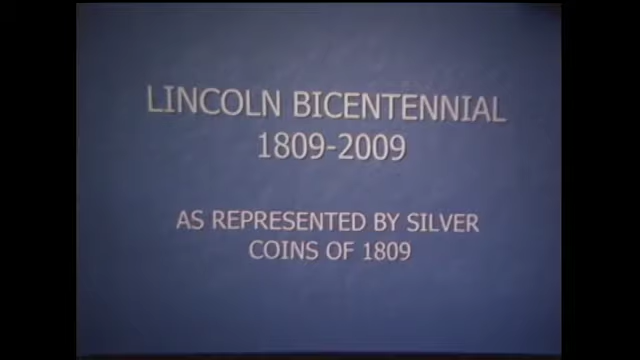 LINCOLN BICENTENNIAL
1809-2009
AS REPRESENTED BY SILVER
COINS OF 1809